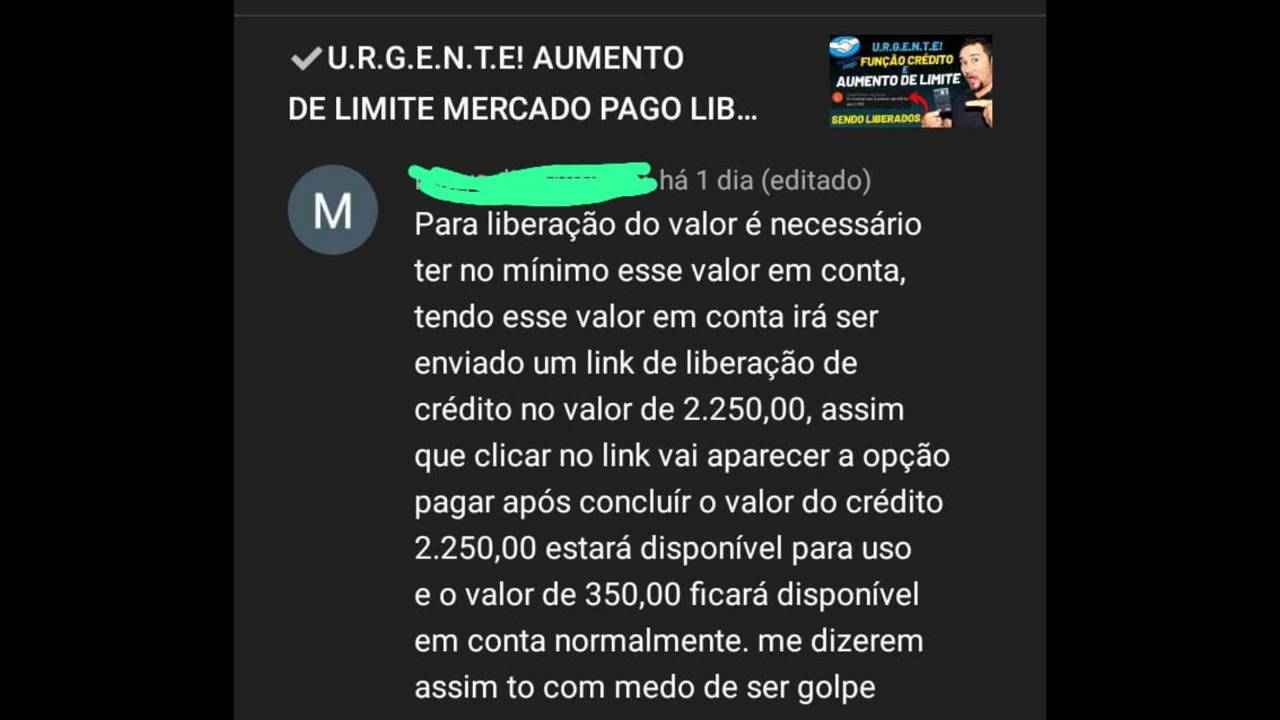 ✓U.R.G.E.N.T.E! AUMENTO
DE LIMITE MERCADO PAGO LIB...
U.R.G.E.N.T.E!
FUNÇÃO CRÉDITO
E
AUMENTO DE LIMITE
SENDO LIBERADOS
M
há 1 dia (editado)
Para liberação do valor é necessário
ter no mínimo esse valor em conta,
tendo esse valor em conta irá ser
enviado um link de liberação de
crédito no valor de 2.250,00, assim
que clicar no link vai aparecer a opção
pagar após concluír o valor do crédito
2.250,00 estará disponível para uso
e o valor de 350,00 ficará disponível
em conta normalmente. me dizerem
assim to com medo de ser golpe